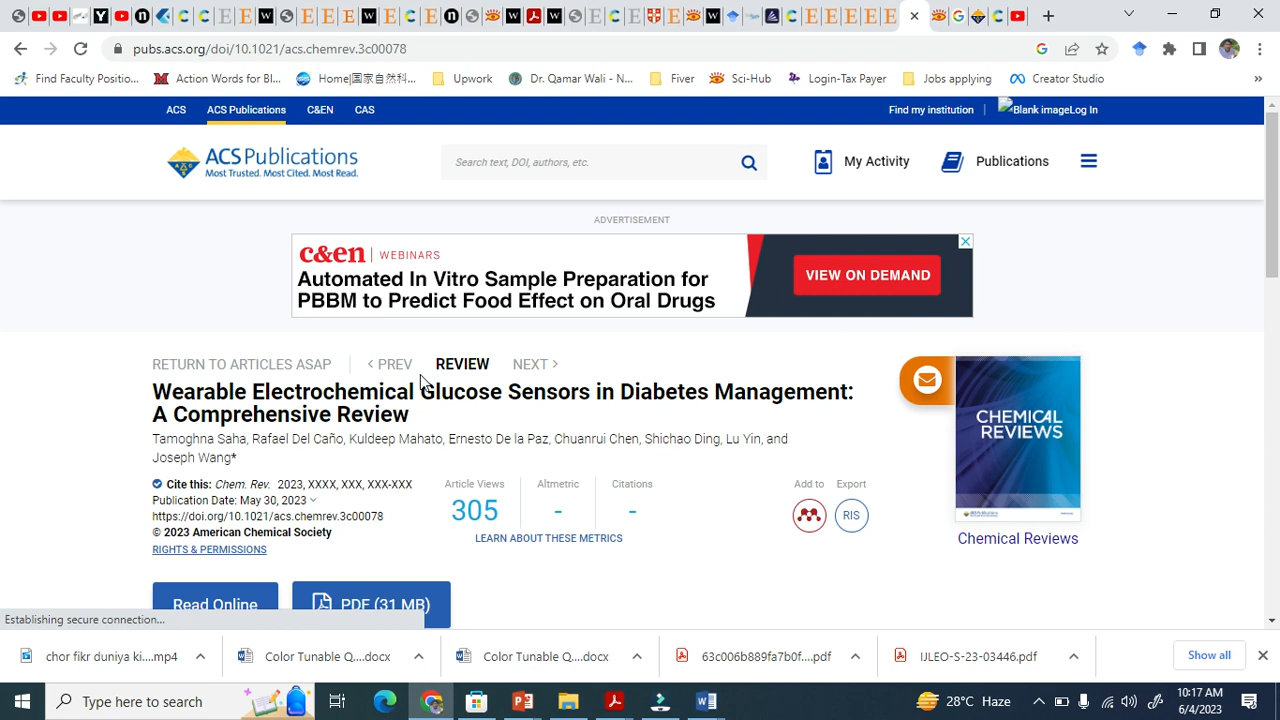 pubs.acs.org/doi/10.1021/acs.chemrev.3c00078
Find Faculty Positio...
Action Words for Bl...
Home|国家自然科...
Upwork
Dr. Qamar Wali - N...
Fiver
Sci-Hub
Login-Tax Payer
Jobs applying
Creator Studio
»
ACS
ACS Publications
C&EN
CAS
Find my institution
Blank imageLog In
ACS Publications
Most Trusted. Most Cited. Most Read.
Search text, DOI, authors, etc.
My Activity
Publications
ADVERTISEMENT
c&en | WEBINARS
Automated In Vitro Sample Preparation for
PBBM to Predict Food Effect on Oral Drugs
VIEW ON DEMAND
RETURN TO ARTICLES ASAP
< PREV
REVIEW
NEXT >
Wearable Electrochemical Glucose Sensors in Diabetes Management:
A Comprehensive Review
Tamoghna Saha, Rafael Del Caño, Kuldeep Mahato, Ernesto De la Paz, Chuanrui Chen, Shichao Ding, Lu Yin, and
Joseph Wang*
Cite this: Chem. Rev. 2023, XXXX, XXX, XXX-XXX
Publication Date: May 30, 2023
https://doi.org/10.1021/acs.chemrev.3c00078
© 2023 American Chemical Society
RIGHTS & PERMISSIONS
Article Views
305
Altmetric
-
Citations
-
LEARN ABOUT THESE METRICS
Add to
Export
RIS
CHEMICAL
REVIEWS
Chemical Reviews
Read Online
PDF (31 MB)
Establishing secure connection...
chor fikr duniya ki....mp4
Color Tunable Q....docx
Color Tunable Q....docx
63c006b889fa7b0f....pdf
IJLEO-S-23-03446.pdf
Show all
Type here to search
28°C Haze
10:17 AM
6/4/2023